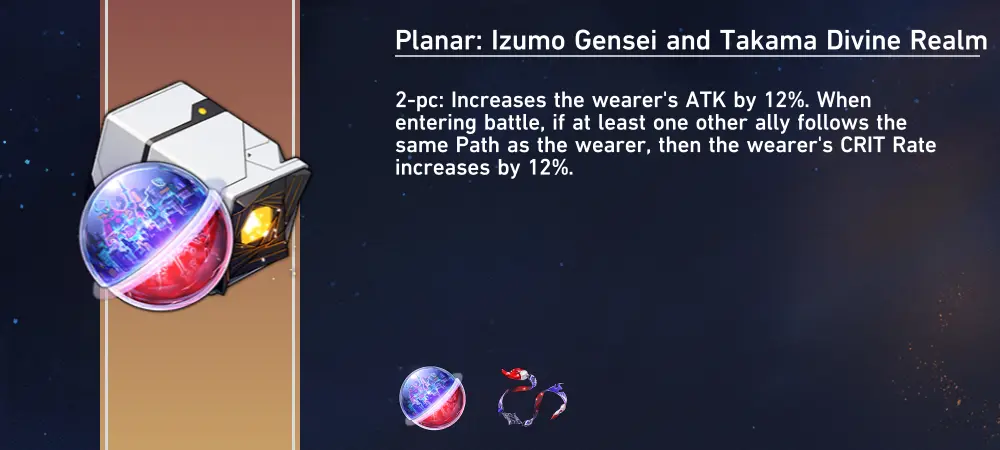 Planar: Izumo Gensei and Takama Divine Realm
2-pc: Increases the wearer's ATK by 12%. When
entering battle, if at least one other ally follows the
same Path as the wearer, then the wearer's CRIT Rate
increases by 12%.